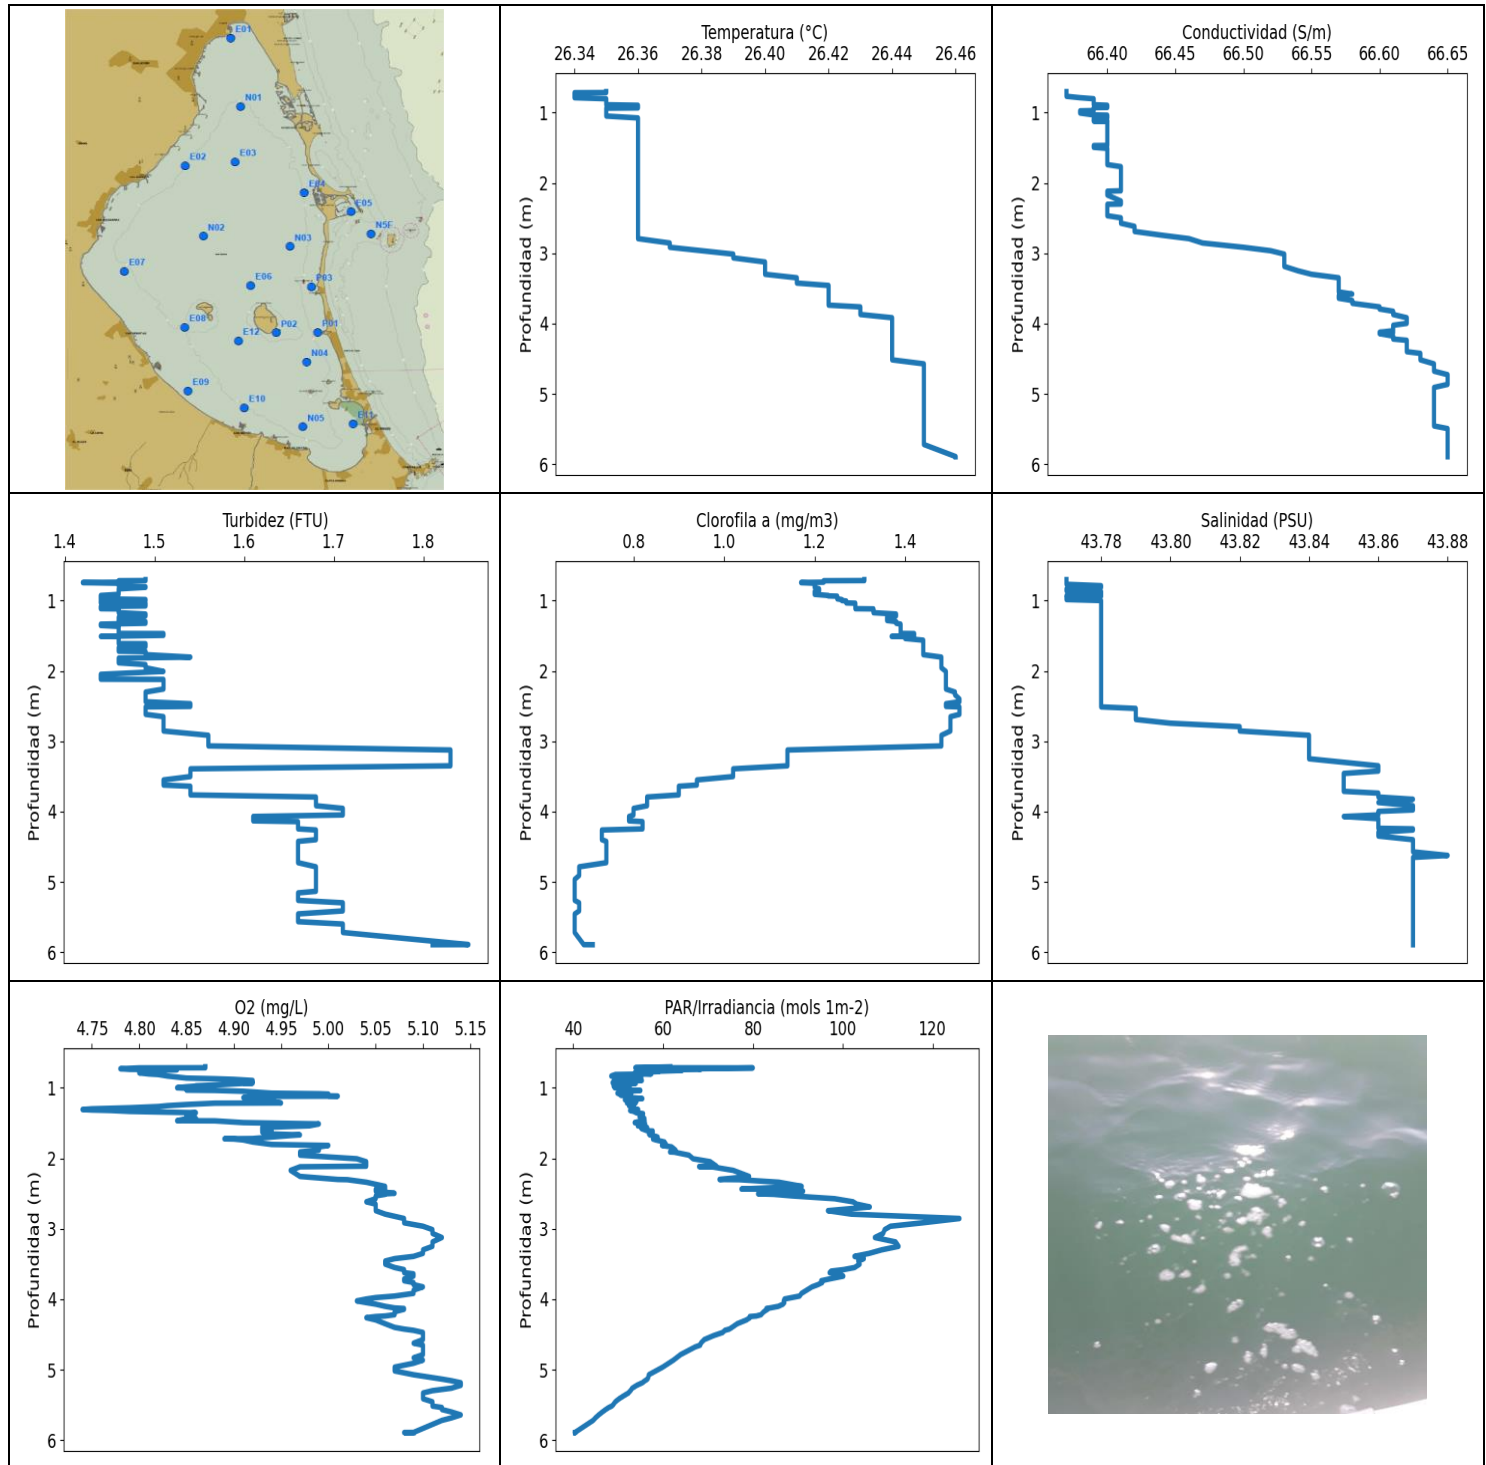 E01
N01
E02
E03
E04
E05
N5F
N02
N03
E07
E06
P03
E08
E12
P02
P01
N04
E09
E10
N05
E11
Temperatura (°C)
26.34 26.36 26.38 26.40 26.42 26.44 26.46
Profundidad (m)
1
2
3
4
5
6
Conductividad (S/m)
66.40 66.45 66.50 66.55 66.60 66.65
Profundidad (m)
1
2
3
4
5
6
Turbidez (FTU)
1.4 1.5 1.6 1.7 1.8
Profundidad (m)
1
2
3
4
5
6
Clorofila a (mg/m3)
0.8 1.0 1.2 1.4
Profundidad (m)
1
2
3
4
5
6
Salinidad (PSU)
43.78 43.80 43.82 43.84 43.86 43.88
Profundidad (m)
1
2
3
4
5
6
O2 (mg/L)
4.75 4.80 4.85 4.90 4.95 5.00 5.05 5.10 5.15
Profundidad (m)
1
2
3
4
5
6
PAR/Irradiancia (mols 1m-2)
40 60 80 100 120
Profundidad (m)
1
2
3
4
5
6